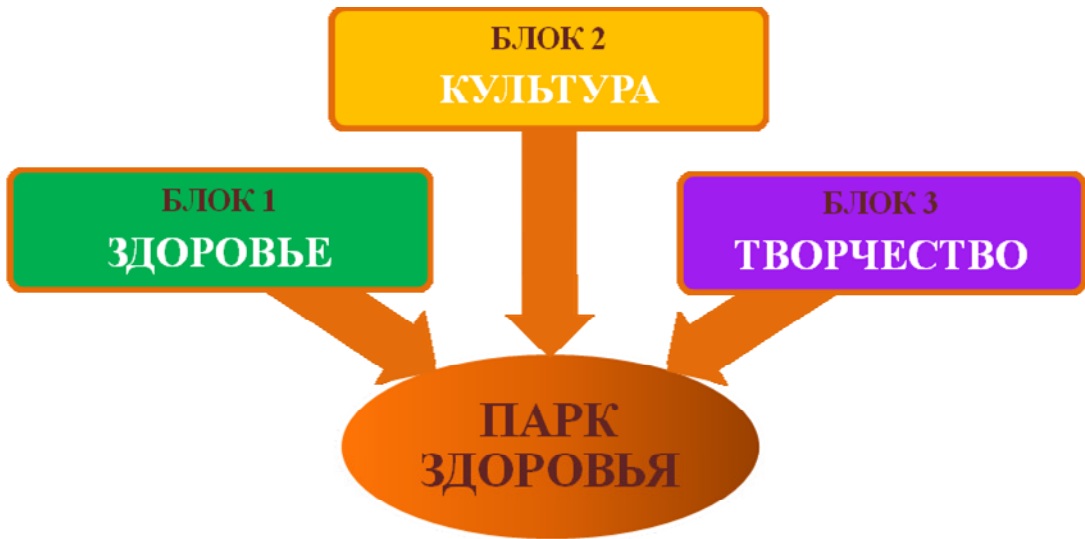 БЛОК 2
КУЛЬТУРА
БЛОК 1
ЗДОРОВЬЕ
БЛОК 3
ТВОРЧЕСТВО
ПАРК
ЗДОРОВЬЯ